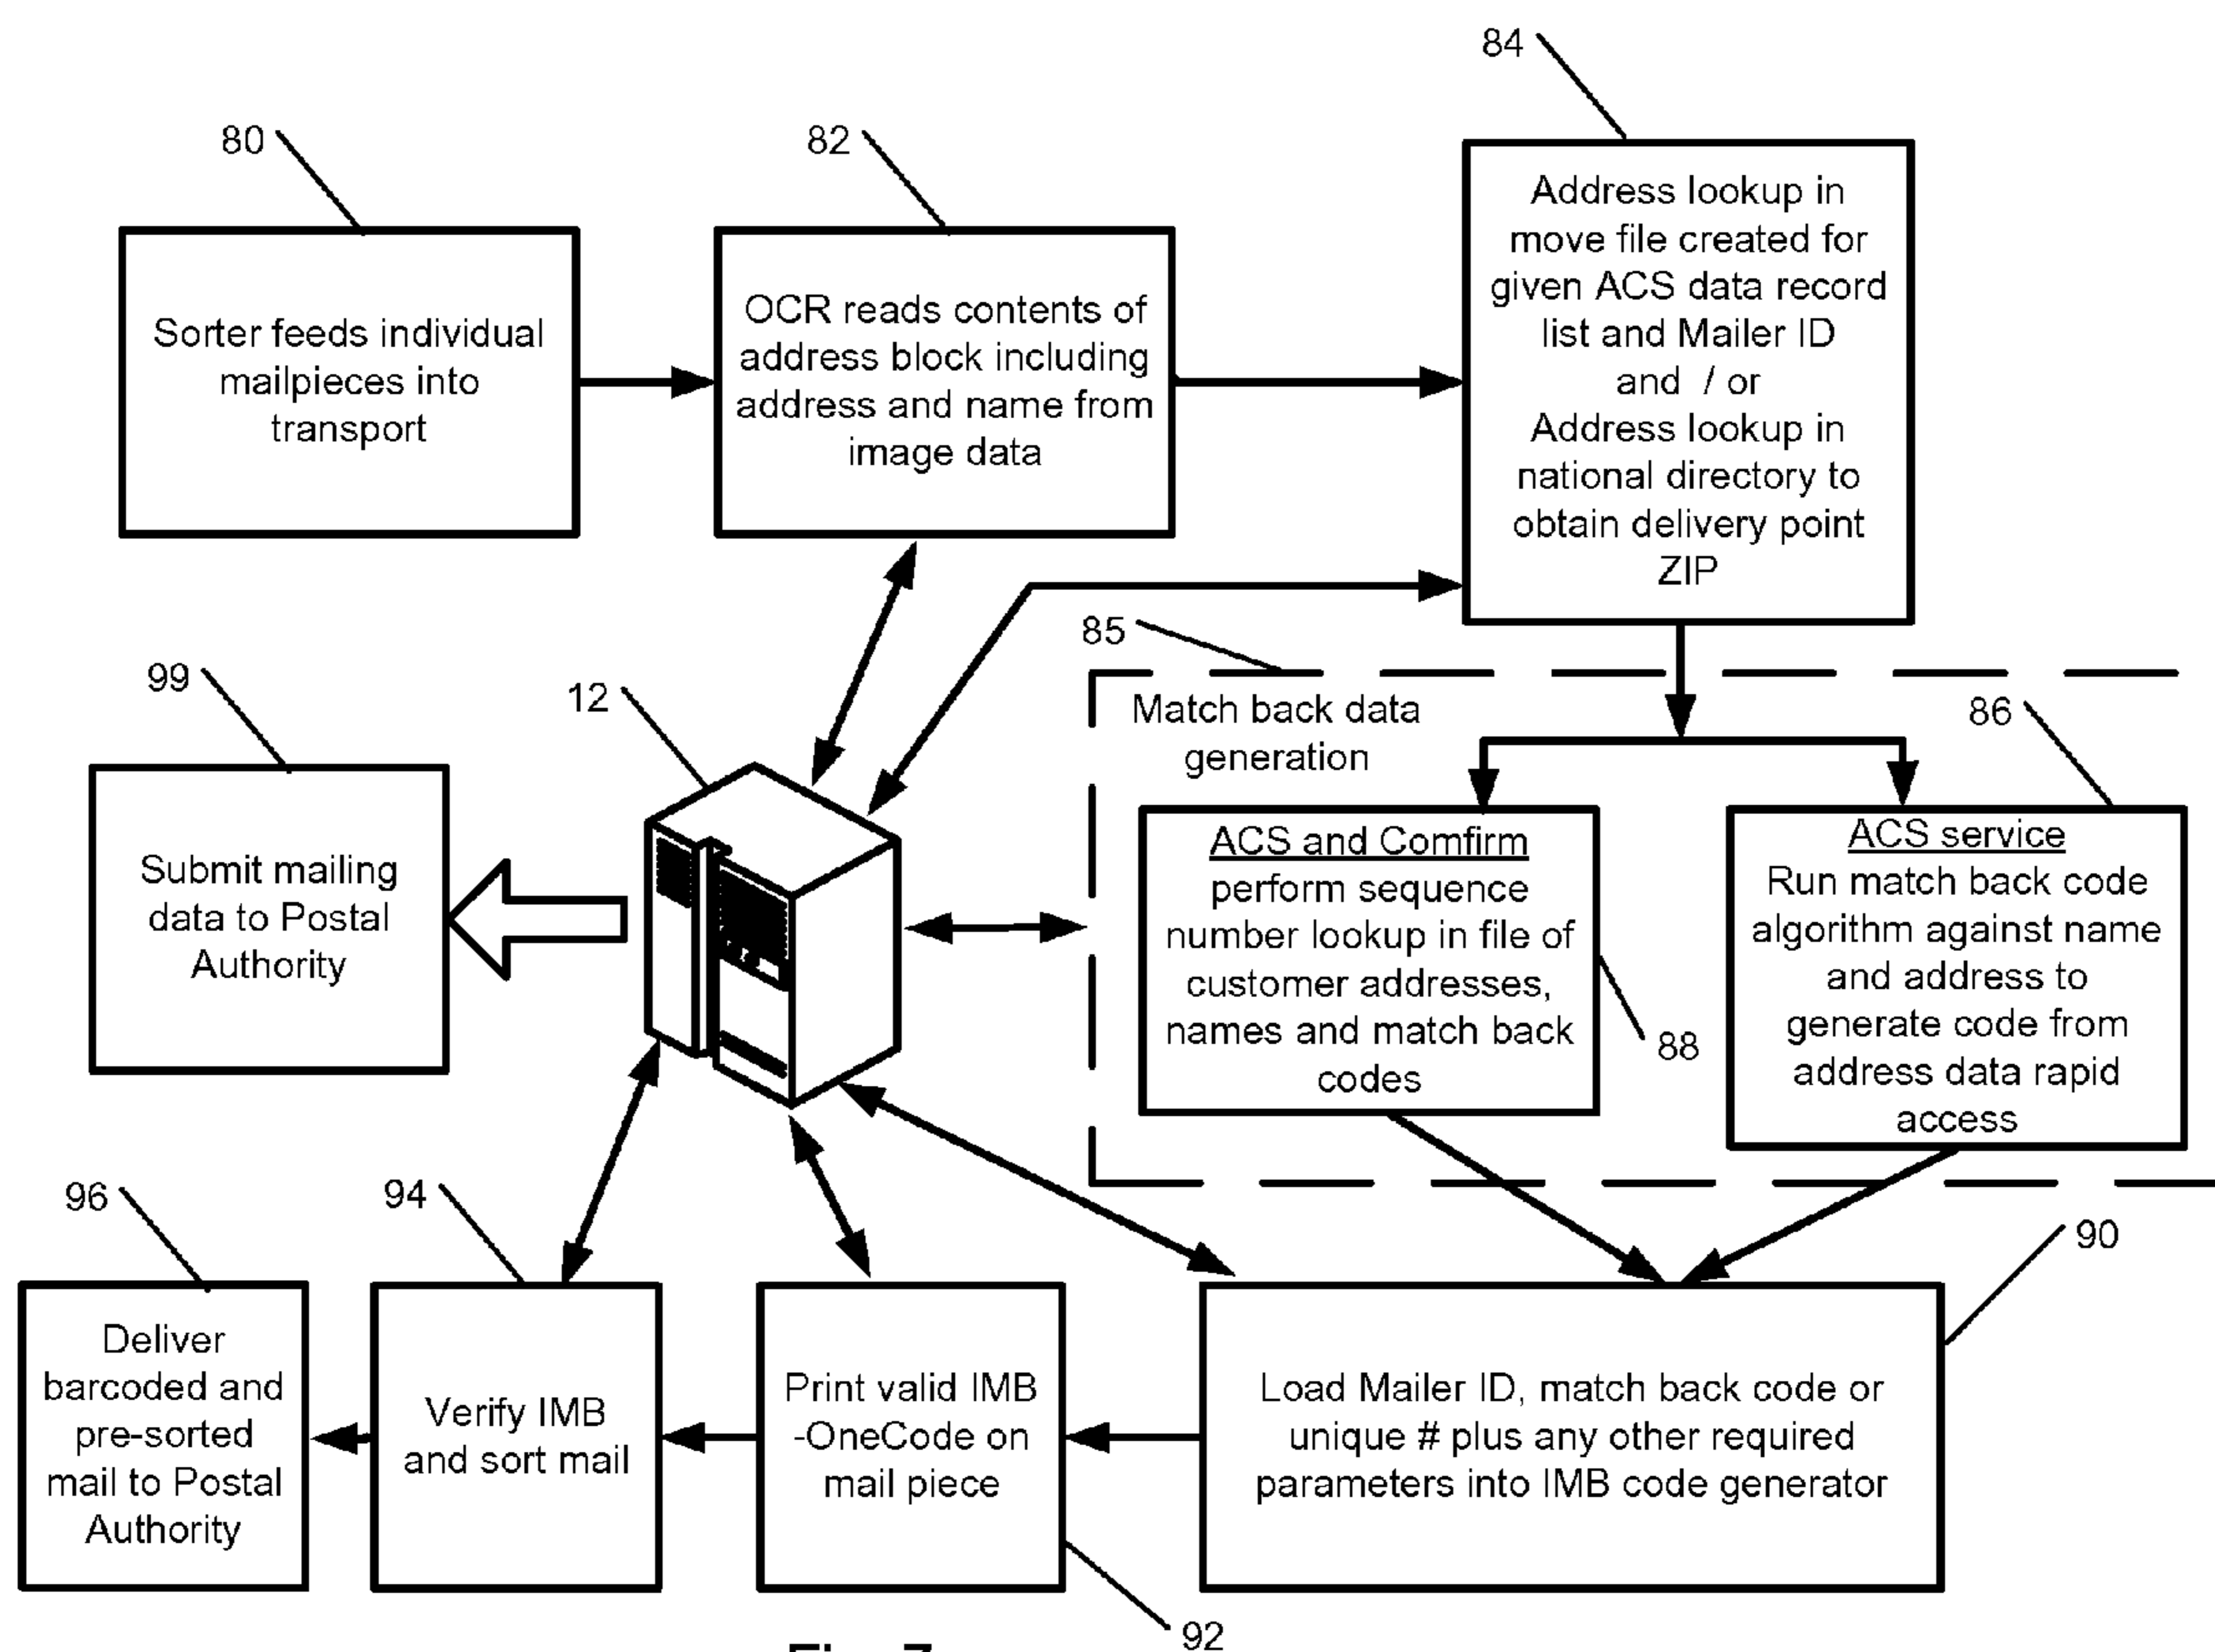 84
80
82
Sorter feeds individual
mailpieces into
transport
OCR reads contents of
address block including
address and name from
image data
Address lookup in
move file created for
given ACS data record
list and Mailer ID
and / or
Address lookup in
national directory to
obtain delivery point
ZIP
85
99
12
Match back data
generation
86
Submit mailing
data to Postal
Authority
ACS and Comfirm
perform sequence
number lookup in file of
customer addresses,
names and match back
codes
88
ACS service
Run match back code
algorithm against name
and address to
generate code from
address data rapid
access
96
94
90
Deliver
barcoded and
pre-sorted
mail to Postal
Authority
Verify IMB
and sort mail
Print valid IMB
-OneCode on
mail piece
Load Mailer ID, match back code or
unique # plus any other required
parameters into IMB code generator
92